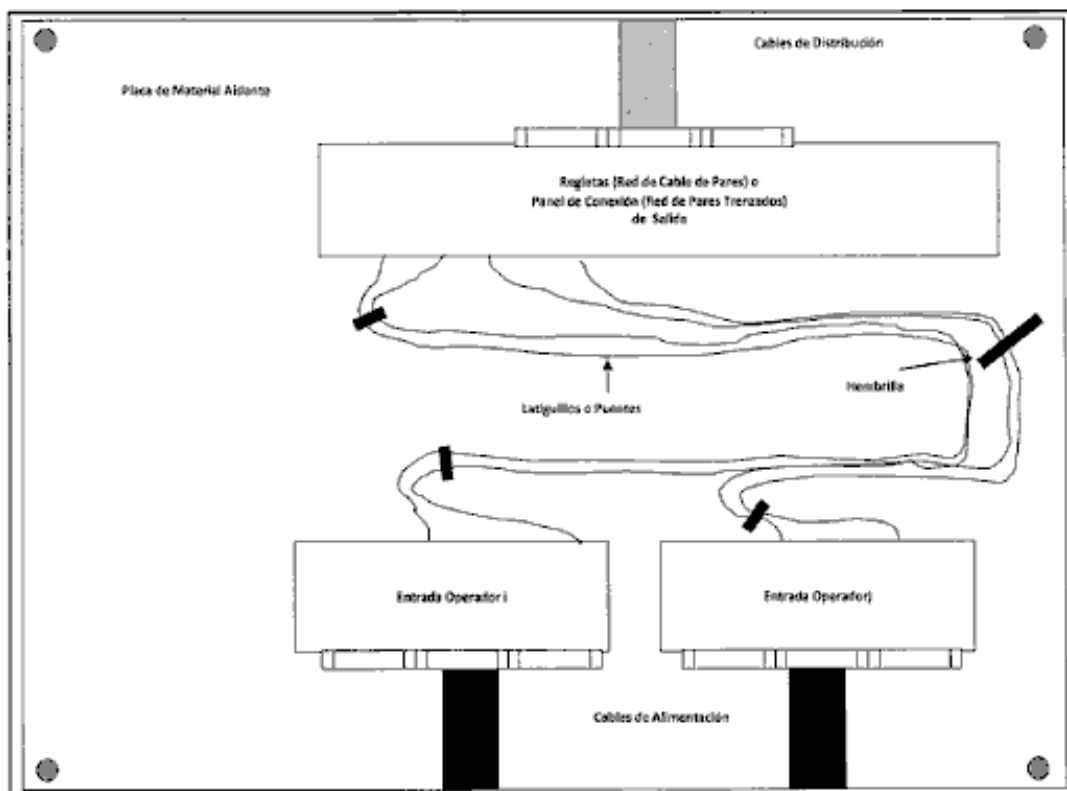 Cables de Distribución
Placa de Material Aislante
Regletas (Red de Cable de Pares) o
Panel de Conexión (Red de Pares Trenzados)
de Salida
Hembrilla
Latiguillos o Puentes
Entrada Operador i
Entrada Operador j
Cables de Alimentación